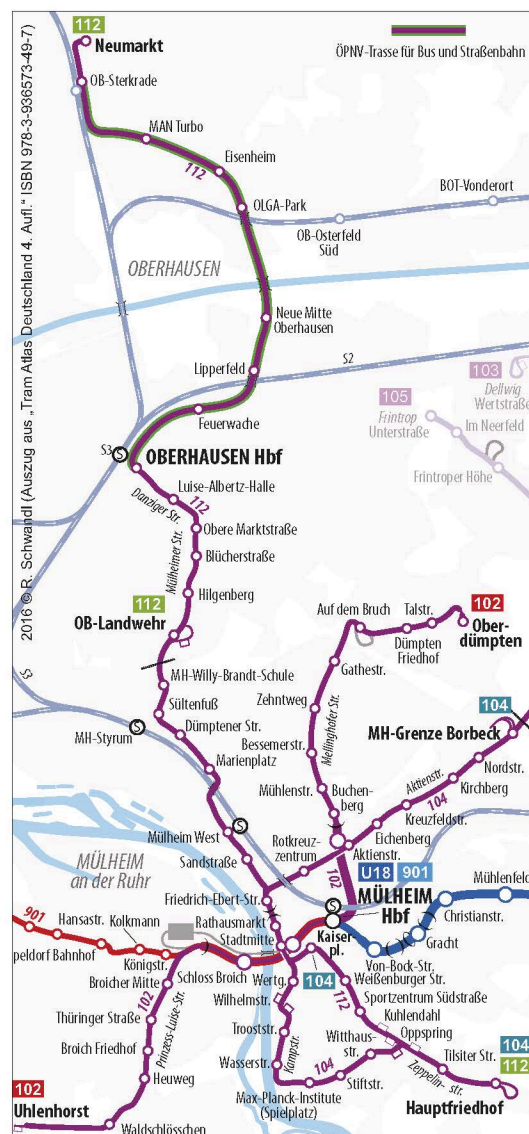 112
Neumarkt
ÖPNV-Trasse für Bus und Straßenbahn
OB-Sterkrade
MAN Turbo
Eisenheim
112
OLGA-Park
BOT-Vonderort
OB-Osterfeld
Süd
OBERHAUSEN
Neue Mitte
Oberhausen
S2
103
Dellwig
Wertstraße
Lipperfeld
105
Frintrop
Unterstraße
Im Neerfeld
Feuerwache
Frintroper Höhe
S3
S
OBERHAUSEN Hbf
Luise-Albertz-Halle
Danziger Str.
112
Obere Marktstraße
Mülheimer Str.
Blücherstraße
Hilgenberg
112
OB-Landwehr
Auf dem Bruch
Talstr.
102
Ober-
dümpten
Dümpten
Friedhof
S3
MH-Willy-Brandt-Schule
Gathestr.
Sültenfuß
Zehntweg
104
MH-Grenze Borbeck
S
MH-Styrum
Dümptener Str.
Mellinghofer Str.
Bessemerstr.
Marienplatz
Nordstr.
Mühlenstr.
Buchen-
berg
Aktienstr.
Kirchberg
104
Kreuzfeldstr.
S
Mülheim West
Eichenberg
Rotkreuz-
zentrum
Aktienstr.
MÜLHEIM
an der Ruhr
Sandstraße
102
U18
901
Friedrich-Ebert-Str.
S
MÜLHEIM
Hbf
Mühlenfeld
901
Hansastr.
Kolkmann
Rathausmarkt
Stadtmitte
Kaiser-
pl.
Christianstr.
Gracht
peldorf Bahnhof
Königstr.
Schloss Broich
104
Von-Bock-Str.
Broicher Mitte
Wertg.
Weißenburger Str.
102
Wilhelmstr.
112
Sportzentrum Südstraße
Thüringer Straße
Prinzess-Luise-Str.
Kuhlendahl
Trooststr.
Oppspring
Broich Friedhof
Kampstr.
Witthaus-
str.
104
Wasserstr.
104
Tilsiter Str.
112
Heuweg
Zeppelin-
str.
Stiftstr.
102
Max-Planck-Institute
(Spielplatz)
Hauptfriedhof
Uhlenhorst
Waldschlösschen
2016 © R. Schwandl (Auszug aus „Tram Atlas Deutschland 4. Aufl.“ ISBN 978-3-936573-49-7)